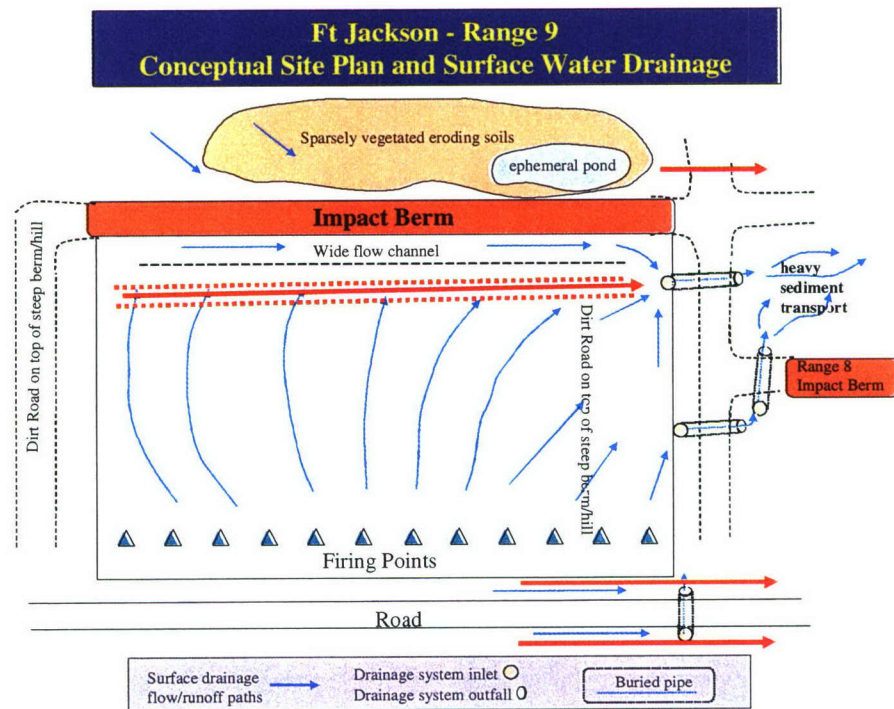 Ft Jackson - Range 9
Conceptual Site Plan and Surface Water Drainage
Sparsely vegetated eroding soils
ephemeral pond
Impact Berm
Wide flow channel
heavy
sediment
transport
Dirt Road on top of steep berm/hill
Dirt Road on top of steep berm/hill
Range 8
Impact Berm
Firing Points
Road
Surface drainage
flow/runoff paths
Drainage system inlet
Drainage system outfall
Buried pipe